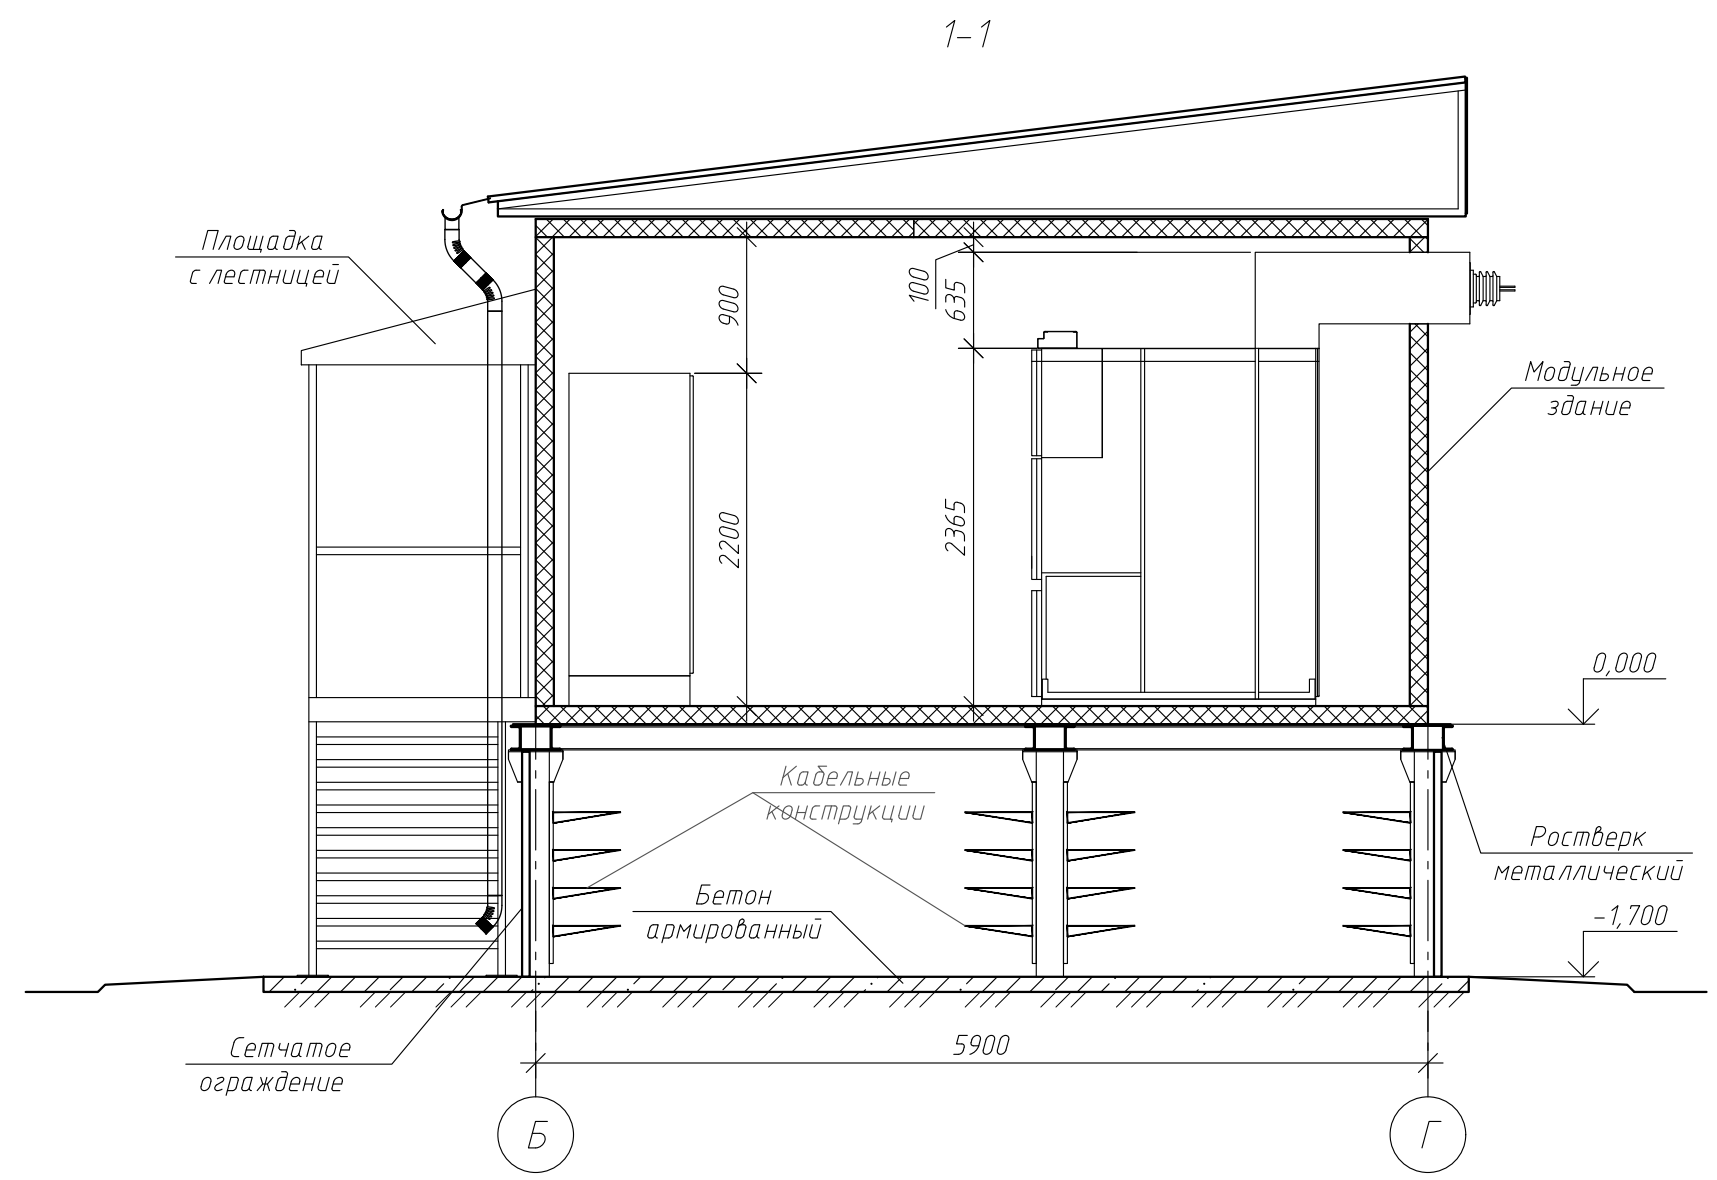 1-1
Площадка
с лестницей
900
100
635
Модульное
здание
2200
2365
0,000
Кабельные
конструкции
Ростверк
металлический
Бетон
армированный
-1,700
Сетчатое
ограждение
5900
Б
Г